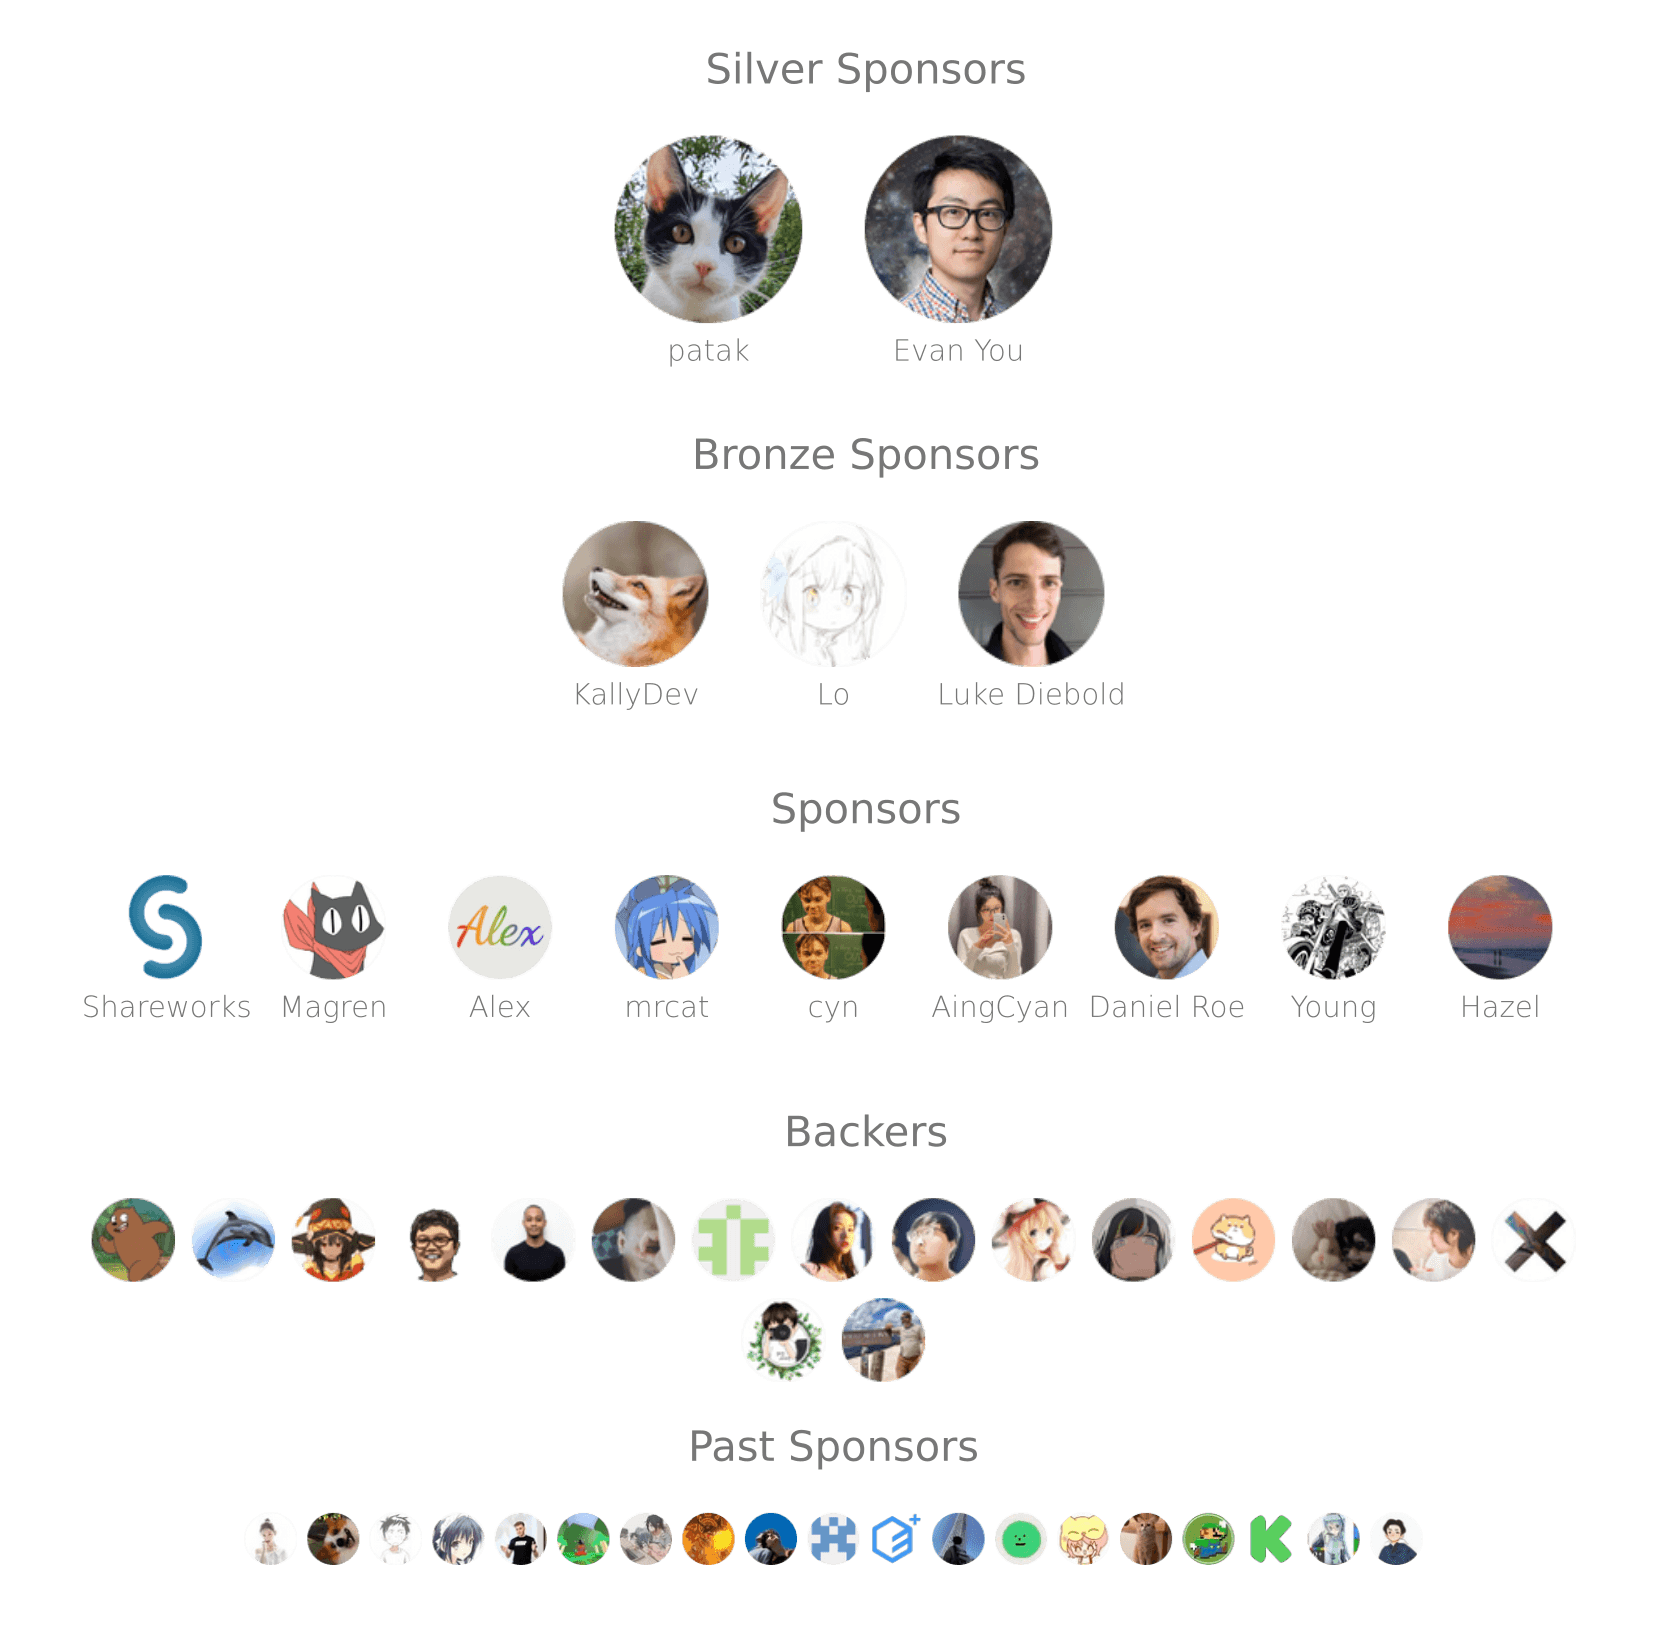 Silver Sponsors
patak
Evan You
Bronze Sponsors
KallyDev
Lo
Luke Diebold
Sponsors
Alex
Shareworks
Magren
Alex
mrcat
cyn
AingCyan
Daniel Roe
Young
Hazel
Backers
Past Sponsors